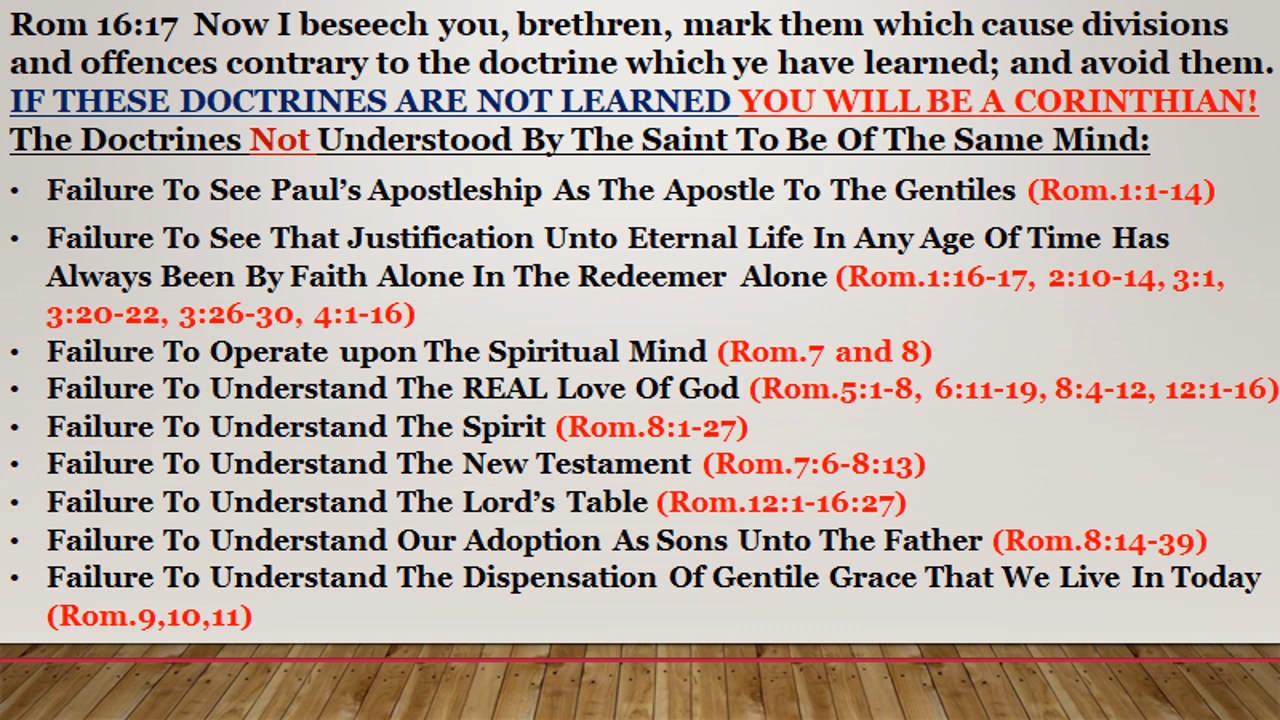 Rom 16:17 Now I beseech you, brethren, mark them which cause divisions
and offences contrary to the doctrine which ye have learned; and avoid them.
IF THESE DOCTRINES ARE NOT LEARNED YOU WILL BE A CORINTHIAN!
The Doctrines Not Understood By The Saint To Be Of The Same Mind:
• Failure To See Paul's Apostleship As The Apostle To The Gentiles (Rom.1:1-14)
• Failure To See That Justification Unto Eternal Life In Any Age Of Time Has
Always Been By Faith Alone In The Redeemer Alone (Rom.1:16-17, 2:10-14, 3:1,
3:20-22, 3:26-30, 4:1-16)
• Failure To Operate upon The Spiritual Mind (Rom.7 and 8)
• Failure To Understand The REAL Love Of God (Rom.5:1-8, 6:11-19, 8:4-12, 12:1-16)
• Failure To Understand The Spirit (Rom.8:1-27)
• Failure To Understand The New Testament (Rom.7:6-8:13)
• Failure To Understand The Lord's Table (Rom.12:1-16:27)
• Failure To Understand Our Adoption As Sons Unto The Father (Rom.8:14-39)
• Failure To Understand The Dispensation Of Gentile Grace That We Live In Today
(Rom.9,10,11)